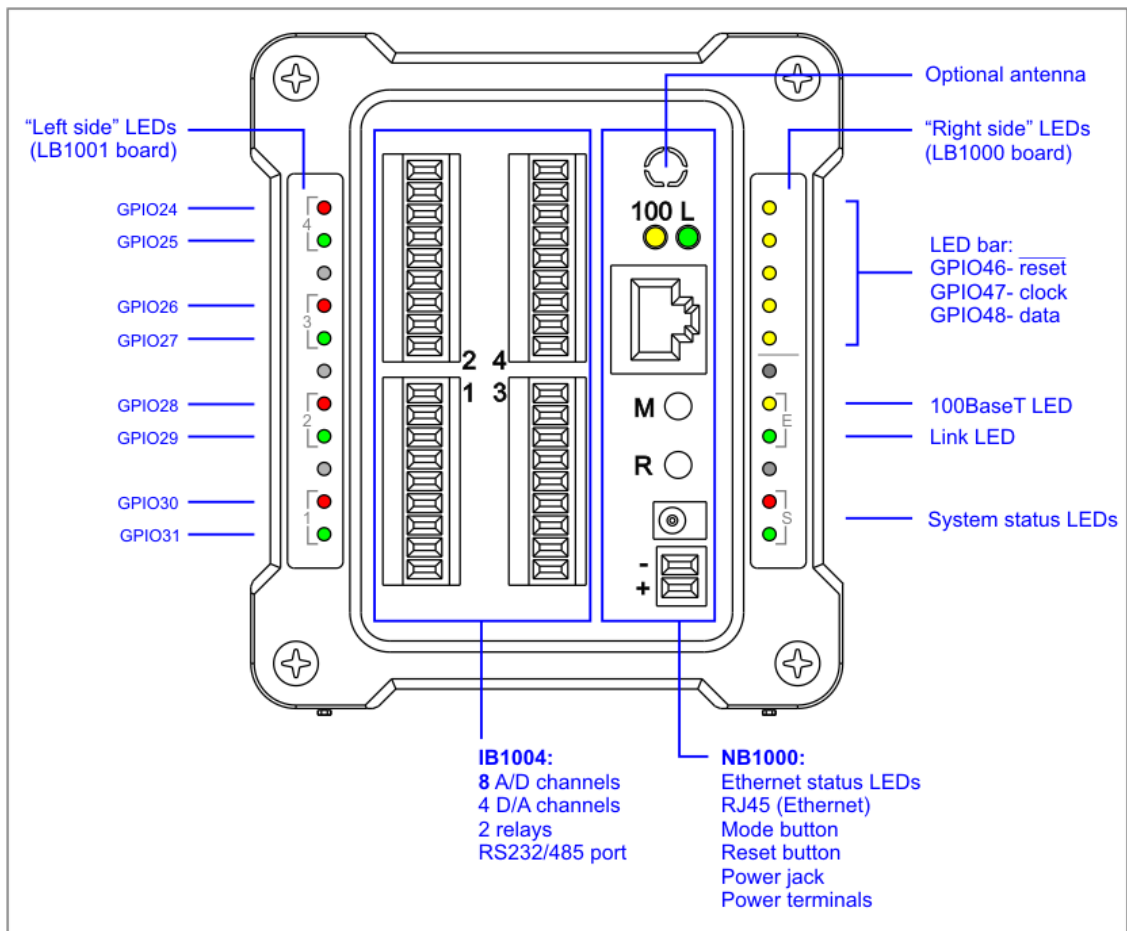 Optional antenna
“Left side” LEDs
(LB1001 board)
“Right side” LEDs
(LB1000 board)
GPIO24
GPIO25
GPIO26
GPIO27
GPIO28
GPIO29
GPIO30
GPIO31
4
3
2
1
2 4
1 3
100 L
M
R
-
+
E
S
LED bar:
GPIO46- reset
GPIO47- clock
GPIO48- data
100BaseT LED
Link LED
System status LEDs
IB1004:
8 A/D channels
4 D/A channels
2 relays
RS232/485 port
NB1000:
Ethernet status LEDs
RJ45 (Ethernet)
Mode button
Reset button
Power jack
Power terminals